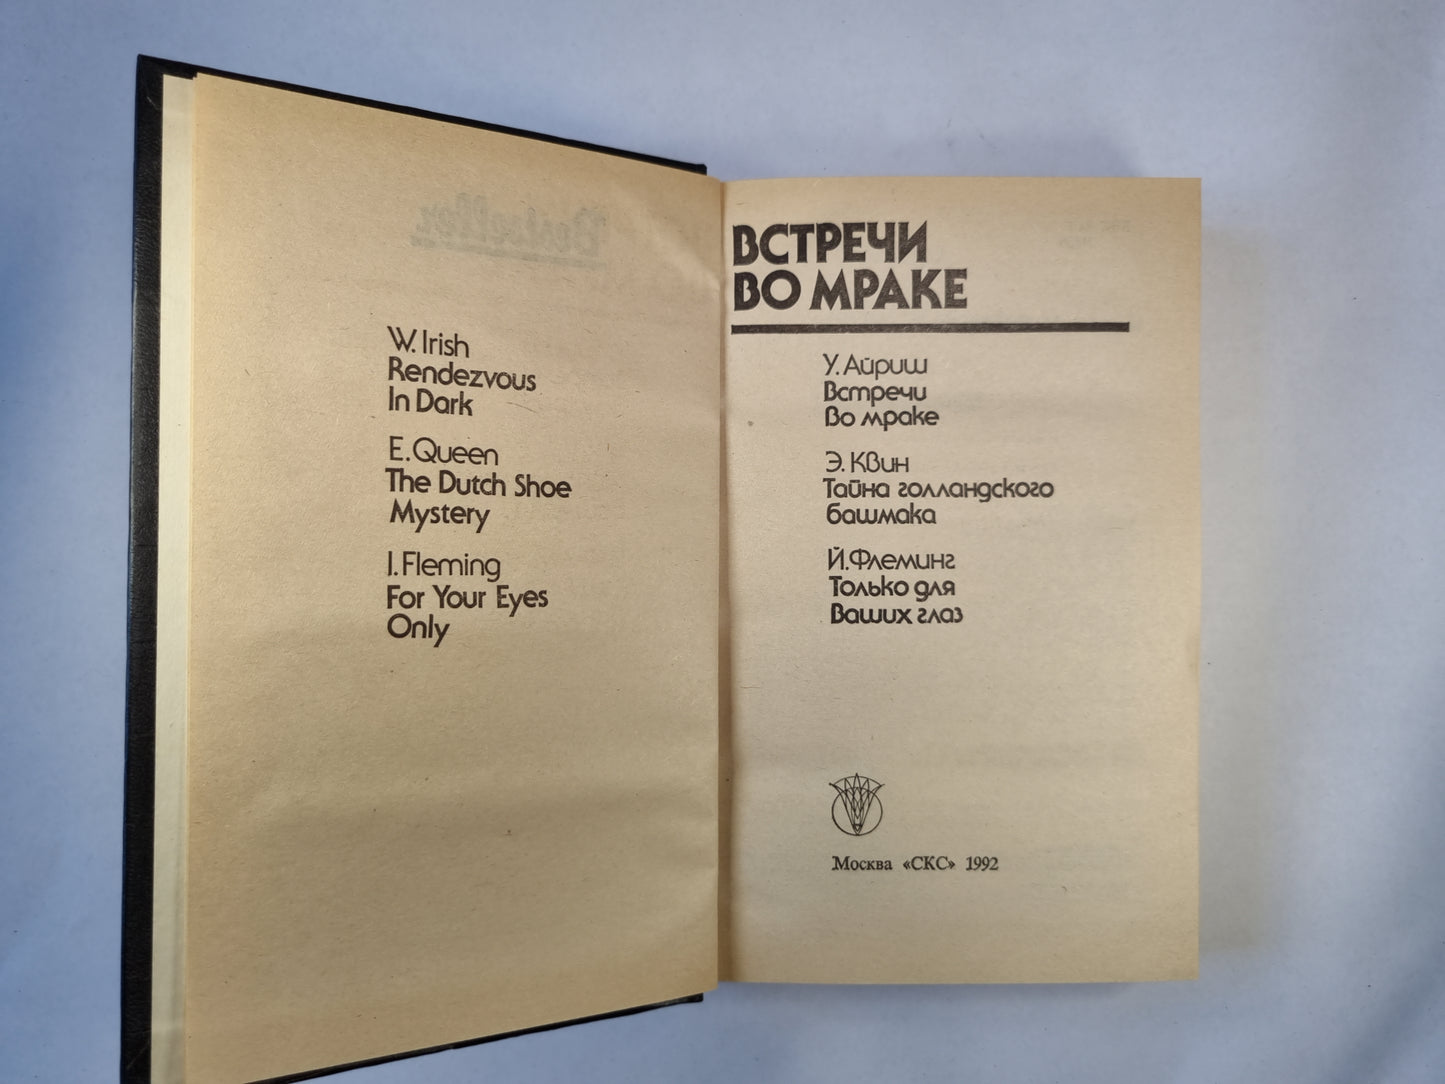 W. Irish
Rendezvous
In Dark
E. Queen
The Dutch Shoe
Mystery
I. Fleming
For Your Eyes
Only
ВСТРЕЧИ
ВО МРАКЕ
У. Айриш
Встречи
Во мраке
Э. Квин
Тайна голландского
башмака
Й. Флеминг
Только для
Ваших глаз
Москва «СКС» 1992